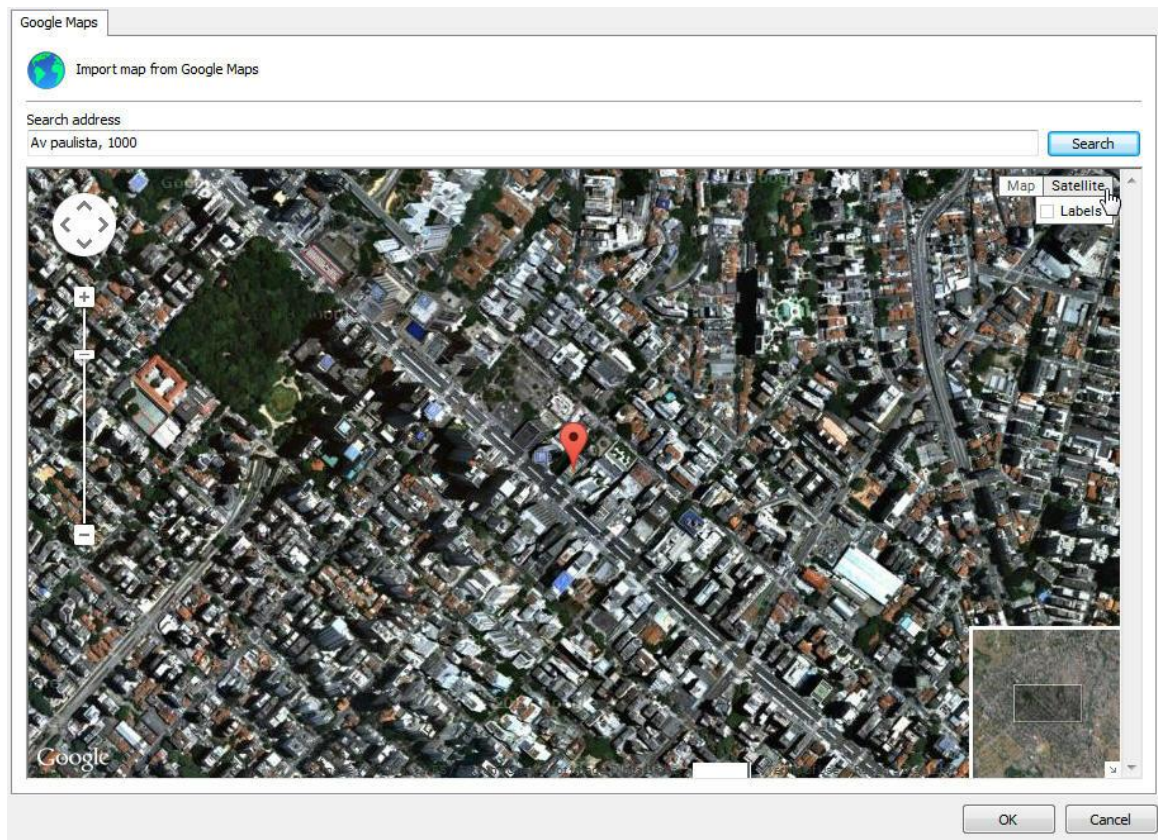 Google Maps
Import map from Google Maps
Search address
Av paulista, 1000
Search
Map
Satellite
Labels
Google
OK
Cancel